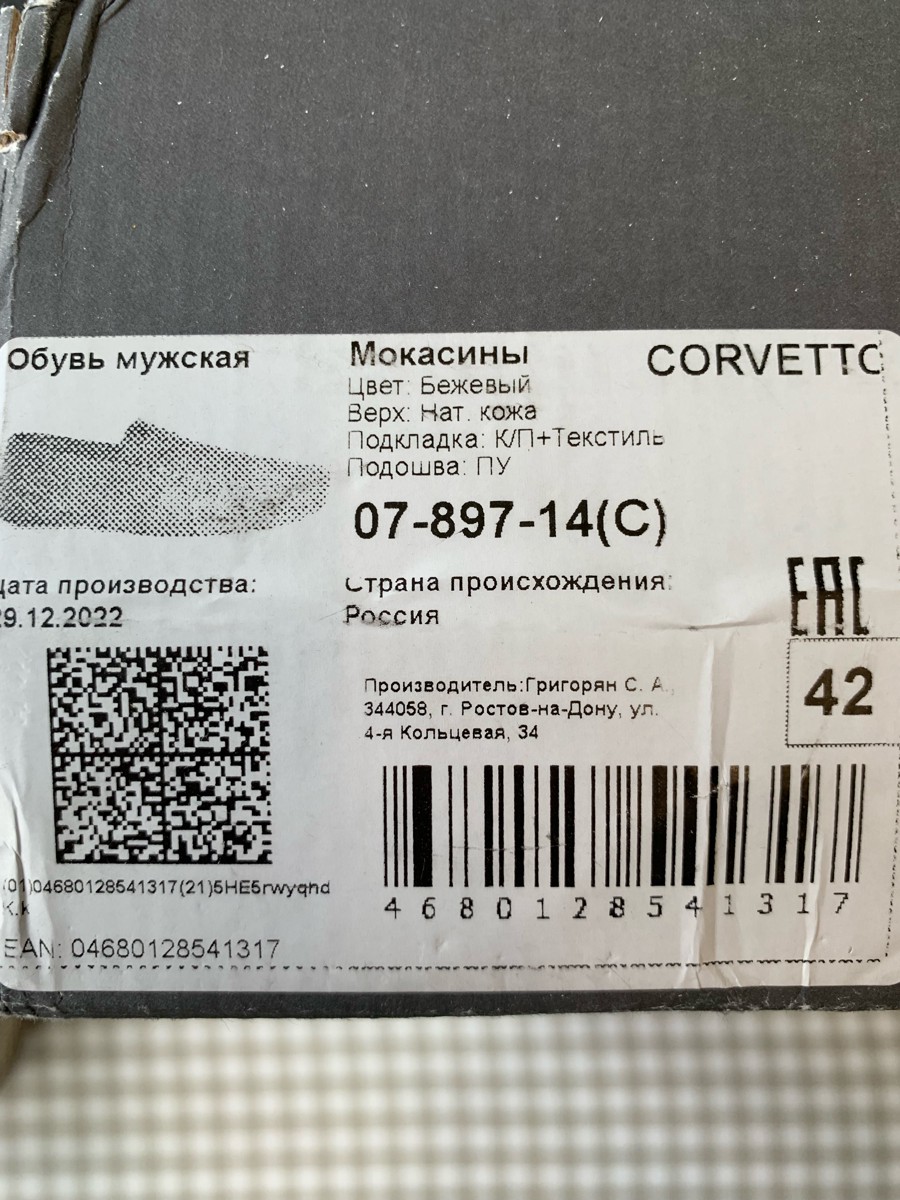 Обувь мужская
Мокасины
CORVETTO
Цвет: Бежевый
Верх: Нат. кожа
Подкладка: К/П+Текстиль
Подошва: ПУ
07-897-14(C)
Дата производства:
29.12.2022
Страна происхождения:
Россия
EAC
42
Производитель:Григорян С. А.,
344058, г. Ростов-на-Дону, ул.
4-я Кольцевая, 34
(01)04680128541317(21)5HE5rwyqhd
K.k
4680128541317
EAN: 04680128541317